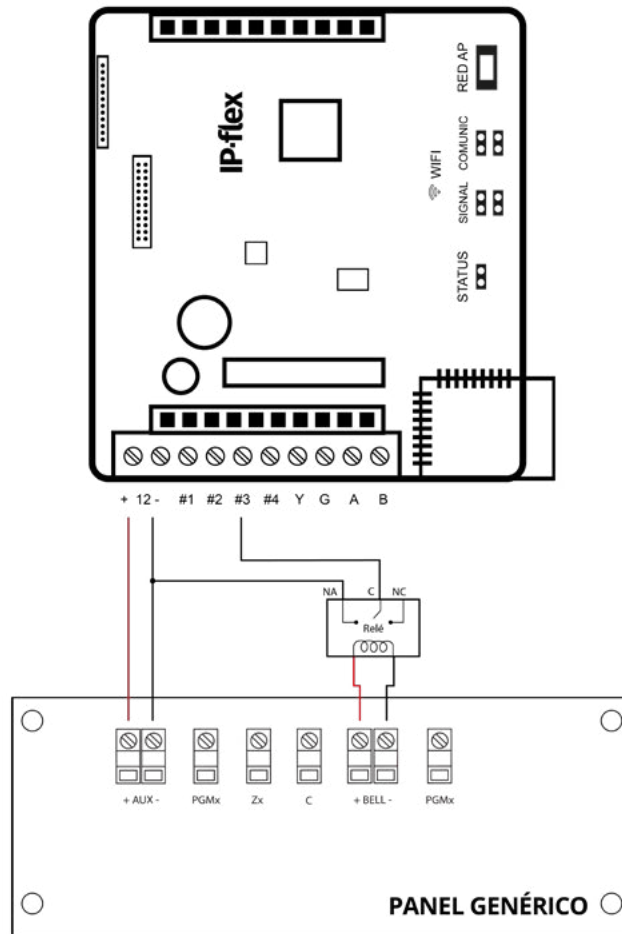 IP-flex
RED AP
COMUNIC
WIFI
SIGNAL
STATUS
+ 12 - #1 #2 #3 #4 Y G A B
NA C NC
Relé
+ AUX - PGMx Zx C + BELL - PGMx
PANEL GENÉRICO